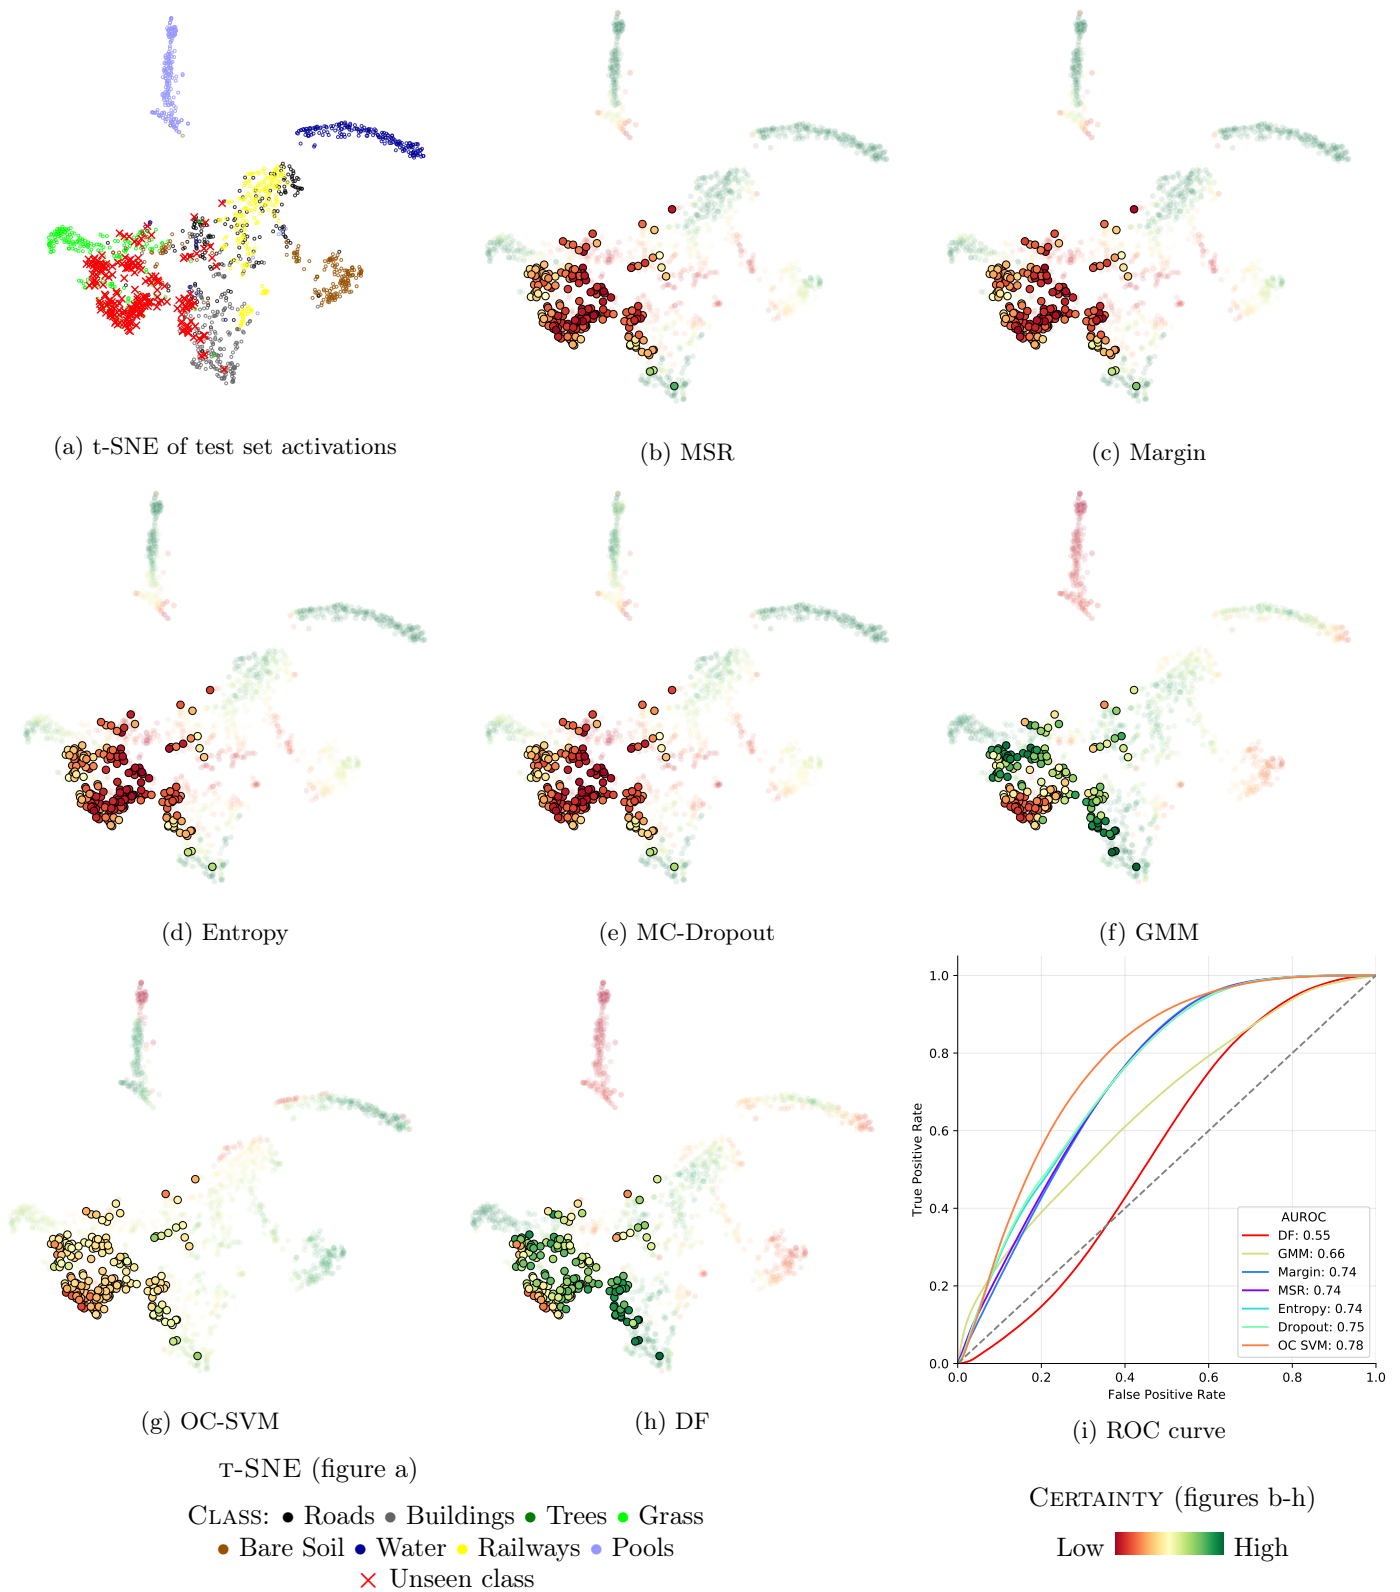 (a) t-SNE of test set activations
(b) MSR
(c) Margin
(d) Entropy
(e) MC-Dropout
(f) GMM
True Positive Rate
1.0
0.8
0.6
0.4
0.2
0.0
0.0 0.2 0.4 0.6 0.8 1.0
False Positive Rate
AUROC
DF: 0.55
GMM: 0.66
Margin: 0.74
MSR: 0.74
Entropy: 0.74
Dropout: 0.75
OC SVM: 0.78
(g) OC-SVM
(h) DF
(i) ROC curve
T-SNE (figure a)
CLASS: Roads Buildings Trees Grass
Bare Soil Water Railways Pools
Unseen class
CERTAINTY (figures b-h)
Low High